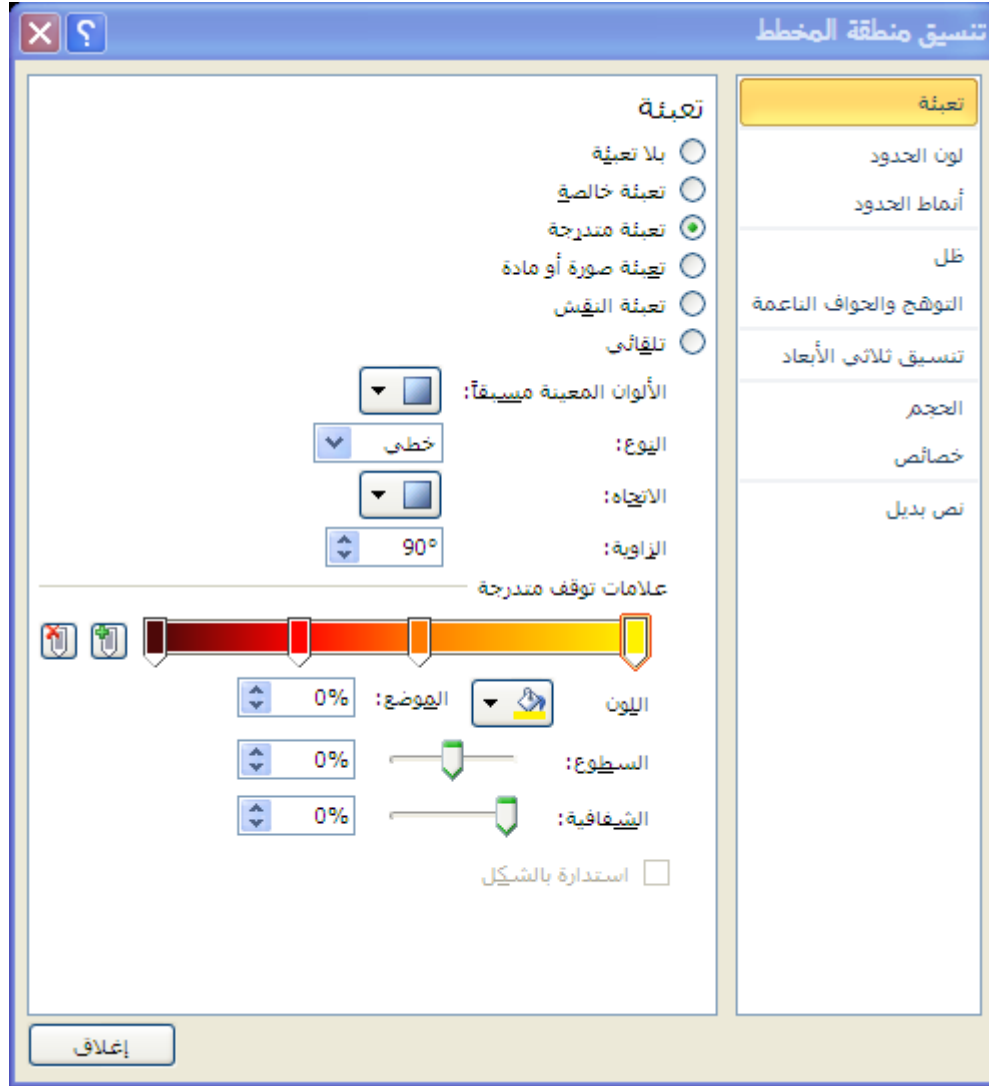 تنسيق منطقة المخطط
تعبئة
لون الحدود
أنماط الحدود
ظل
التوهج والحواف الناعمة
تنسيق ثلاثي الأبعاد
الحجم
خصائص
نص بديل
تعبئة
بلا تعبئة
تعبئة خالصة
تعبئة متدرجة
تعبئة صورة أو مادة
تعبئة النقش
تلقائي
الألوان المعينة مسبقاً:
النوع: خطي
الاتجاه:
الزاوية: 90°
علامات توقف متدرجة
اللون الموضع: 0%
السطوع: 0%
الشفافية: 0%
استدارة بالشكل
إغلاق